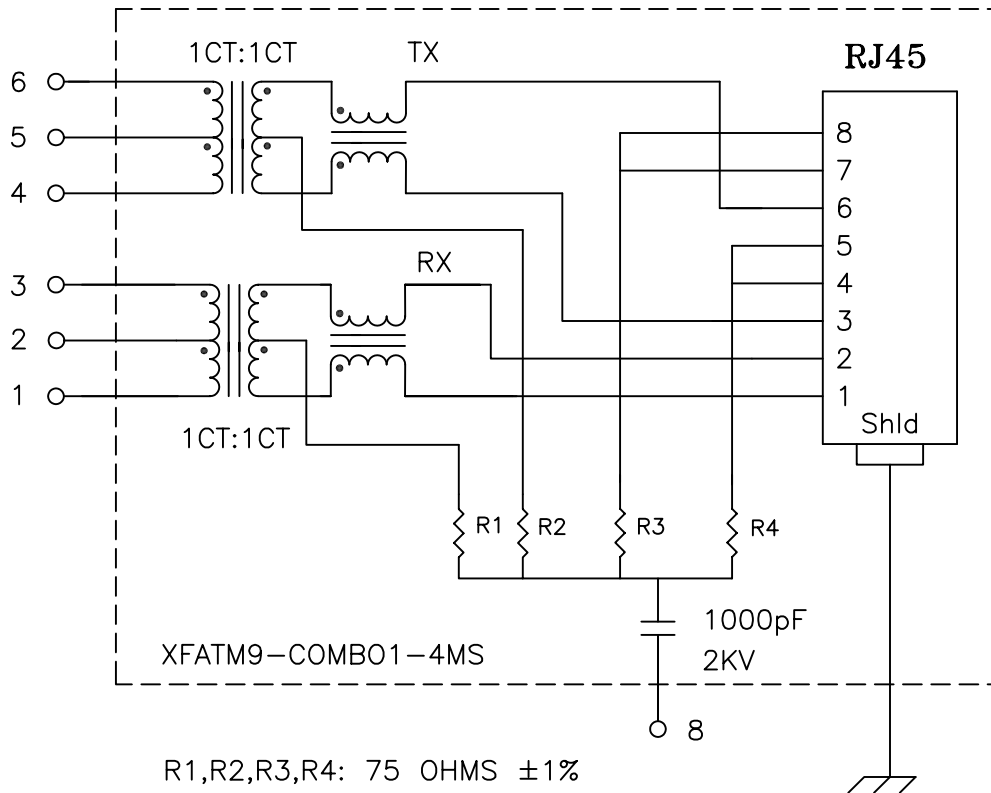 1CT:1CT
TX
RJ45
6
5
4
8
7
6
5
4
3
2
1
Shld
RX
3
2
1
1CT:1CT
R1
R2
R3
R4
1000pF
2KV
XFATM9-COMBO1-4MS
8
R1,R2,R3,R4: 75 OHMS ±1%